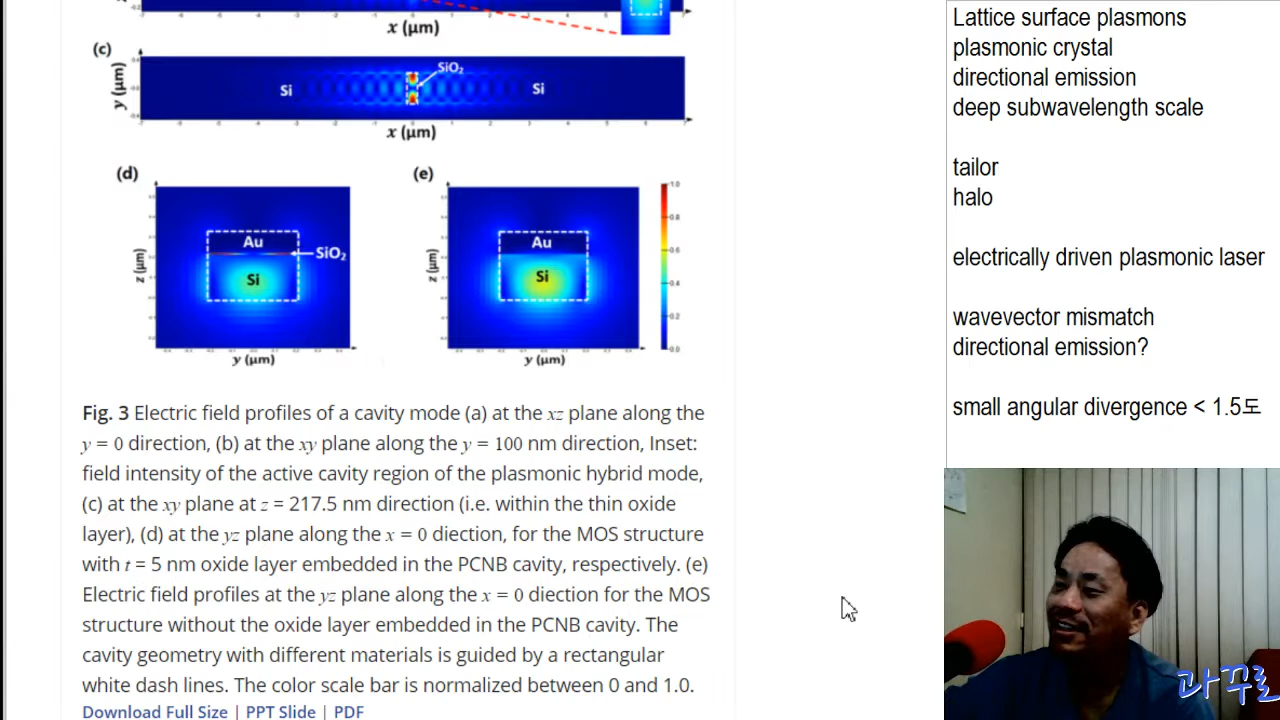 x (μm)
(c)
y (μm)
Si
SiO₂
Si
x (μm)
(d)
(e)
1.0
0.8
0.6
0.4
0.2
0.0
z (μm)
Au
SiO₂
Si
y (μm)
z (μm)
Au
Si
y (μm)
Fig. 3 Electric field profiles of a cavity mode (a) at the xz plane along the
y = 0 direction, (b) at the xy plane along the y = 100 nm direction, Inset:
field intensity of the active cavity region of the plasmonic hybrid mode,
(c) at the xy plane at z = 217.5 nm direction (i.e. within the thin oxide
layer), (d) at the yz plane along the x = 0 diection, for the MOS structure
with t = 5 nm oxide layer embedded in the PCNB cavity, respectively. (e)
Electric field profiles at the yz plane along the x = 0 diection for the MOS
structure without the oxide layer embedded in the PCNB cavity. The
cavity geometry with different materials is guided by a rectangular
white dash lines. The color scale bar is normalized between 0 and 1.0.
Download Full Size | PPT Slide | PDF
Lattice surface plasmons
plasmonic crystal
directional emission
deep subwavelength scale
tailor
halo
electrically driven plasmonic laser
wavevector mismatch
directional emission?
small angular divergence < 1.5도
과꾸로